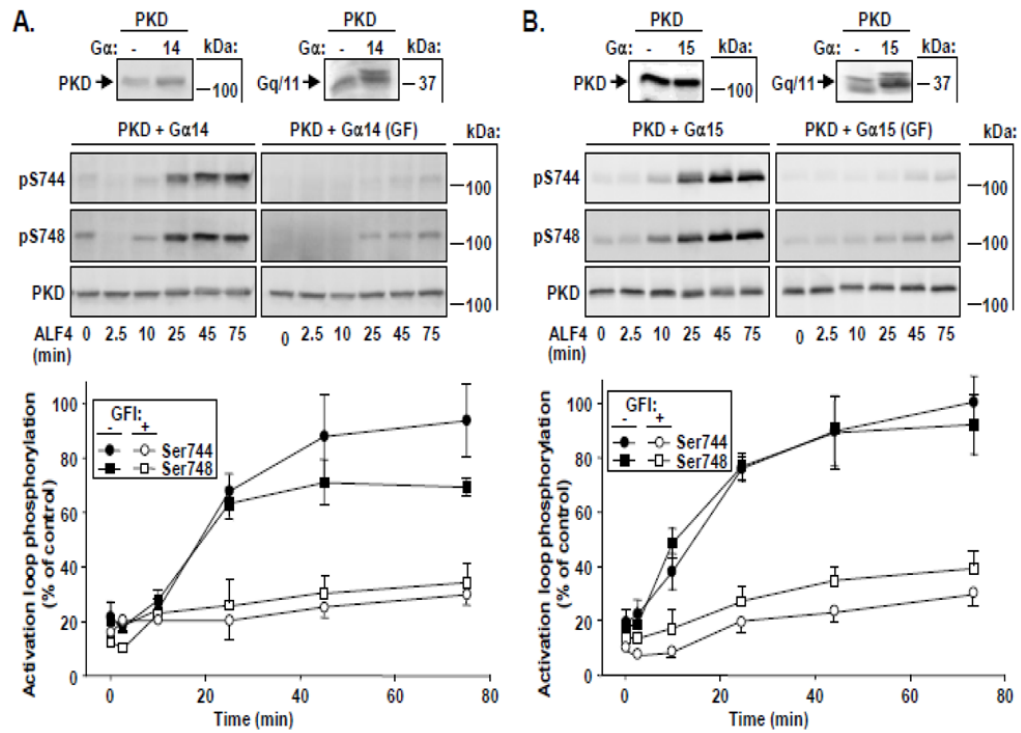 A.
PKD
Gα: - 14 kDa:
PKD
—100
PKD
Gα: - 14 kDa:
Gq/11
— 37
PKD + Gα14
PKD + Gα14 (GF)
kDa:
pS744
—100
pS748
—100
PKD
—100
ALF4 0 2.5 10 25 45 75
0 2.5 10 25 45 75
(min)
Activation loop phosphorylation
(% of control)
100
80
60
40
20
0
GFI:
- +
Ser744
Ser748
0 20 40 60 80
Time (min)
B.
PKD
Gα: - 15 kDa:
PKD
—100
PKD
Gα: - 15 kDa:
Gq/11
— 37
PKD + Gα15
PKD + Gα15 (GF)
kDa:
pS744
—100
pS748
—100
PKD
—100
ALF4 0 2.5 10 25 45 75
0 2.5 10 25 45 75
(min)
Activation loop phosphorylation
(% of control)
100
80
60
40
20
0
GFI:
- +
Ser744
Ser748
0 20 40 60 80
Time (min)